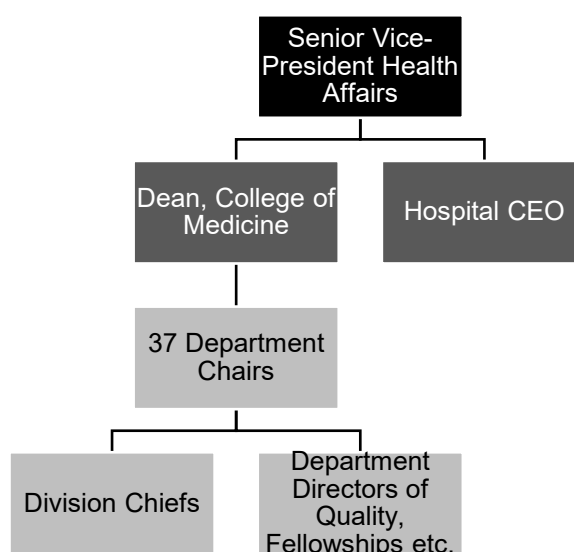 Senior Vice-
President Health
Affairs
Dean, College of
Medicine
Hospital CEO
37 Department
Chairs
Division Chiefs
Department
Directors of
Quality,
Fellowships etc.